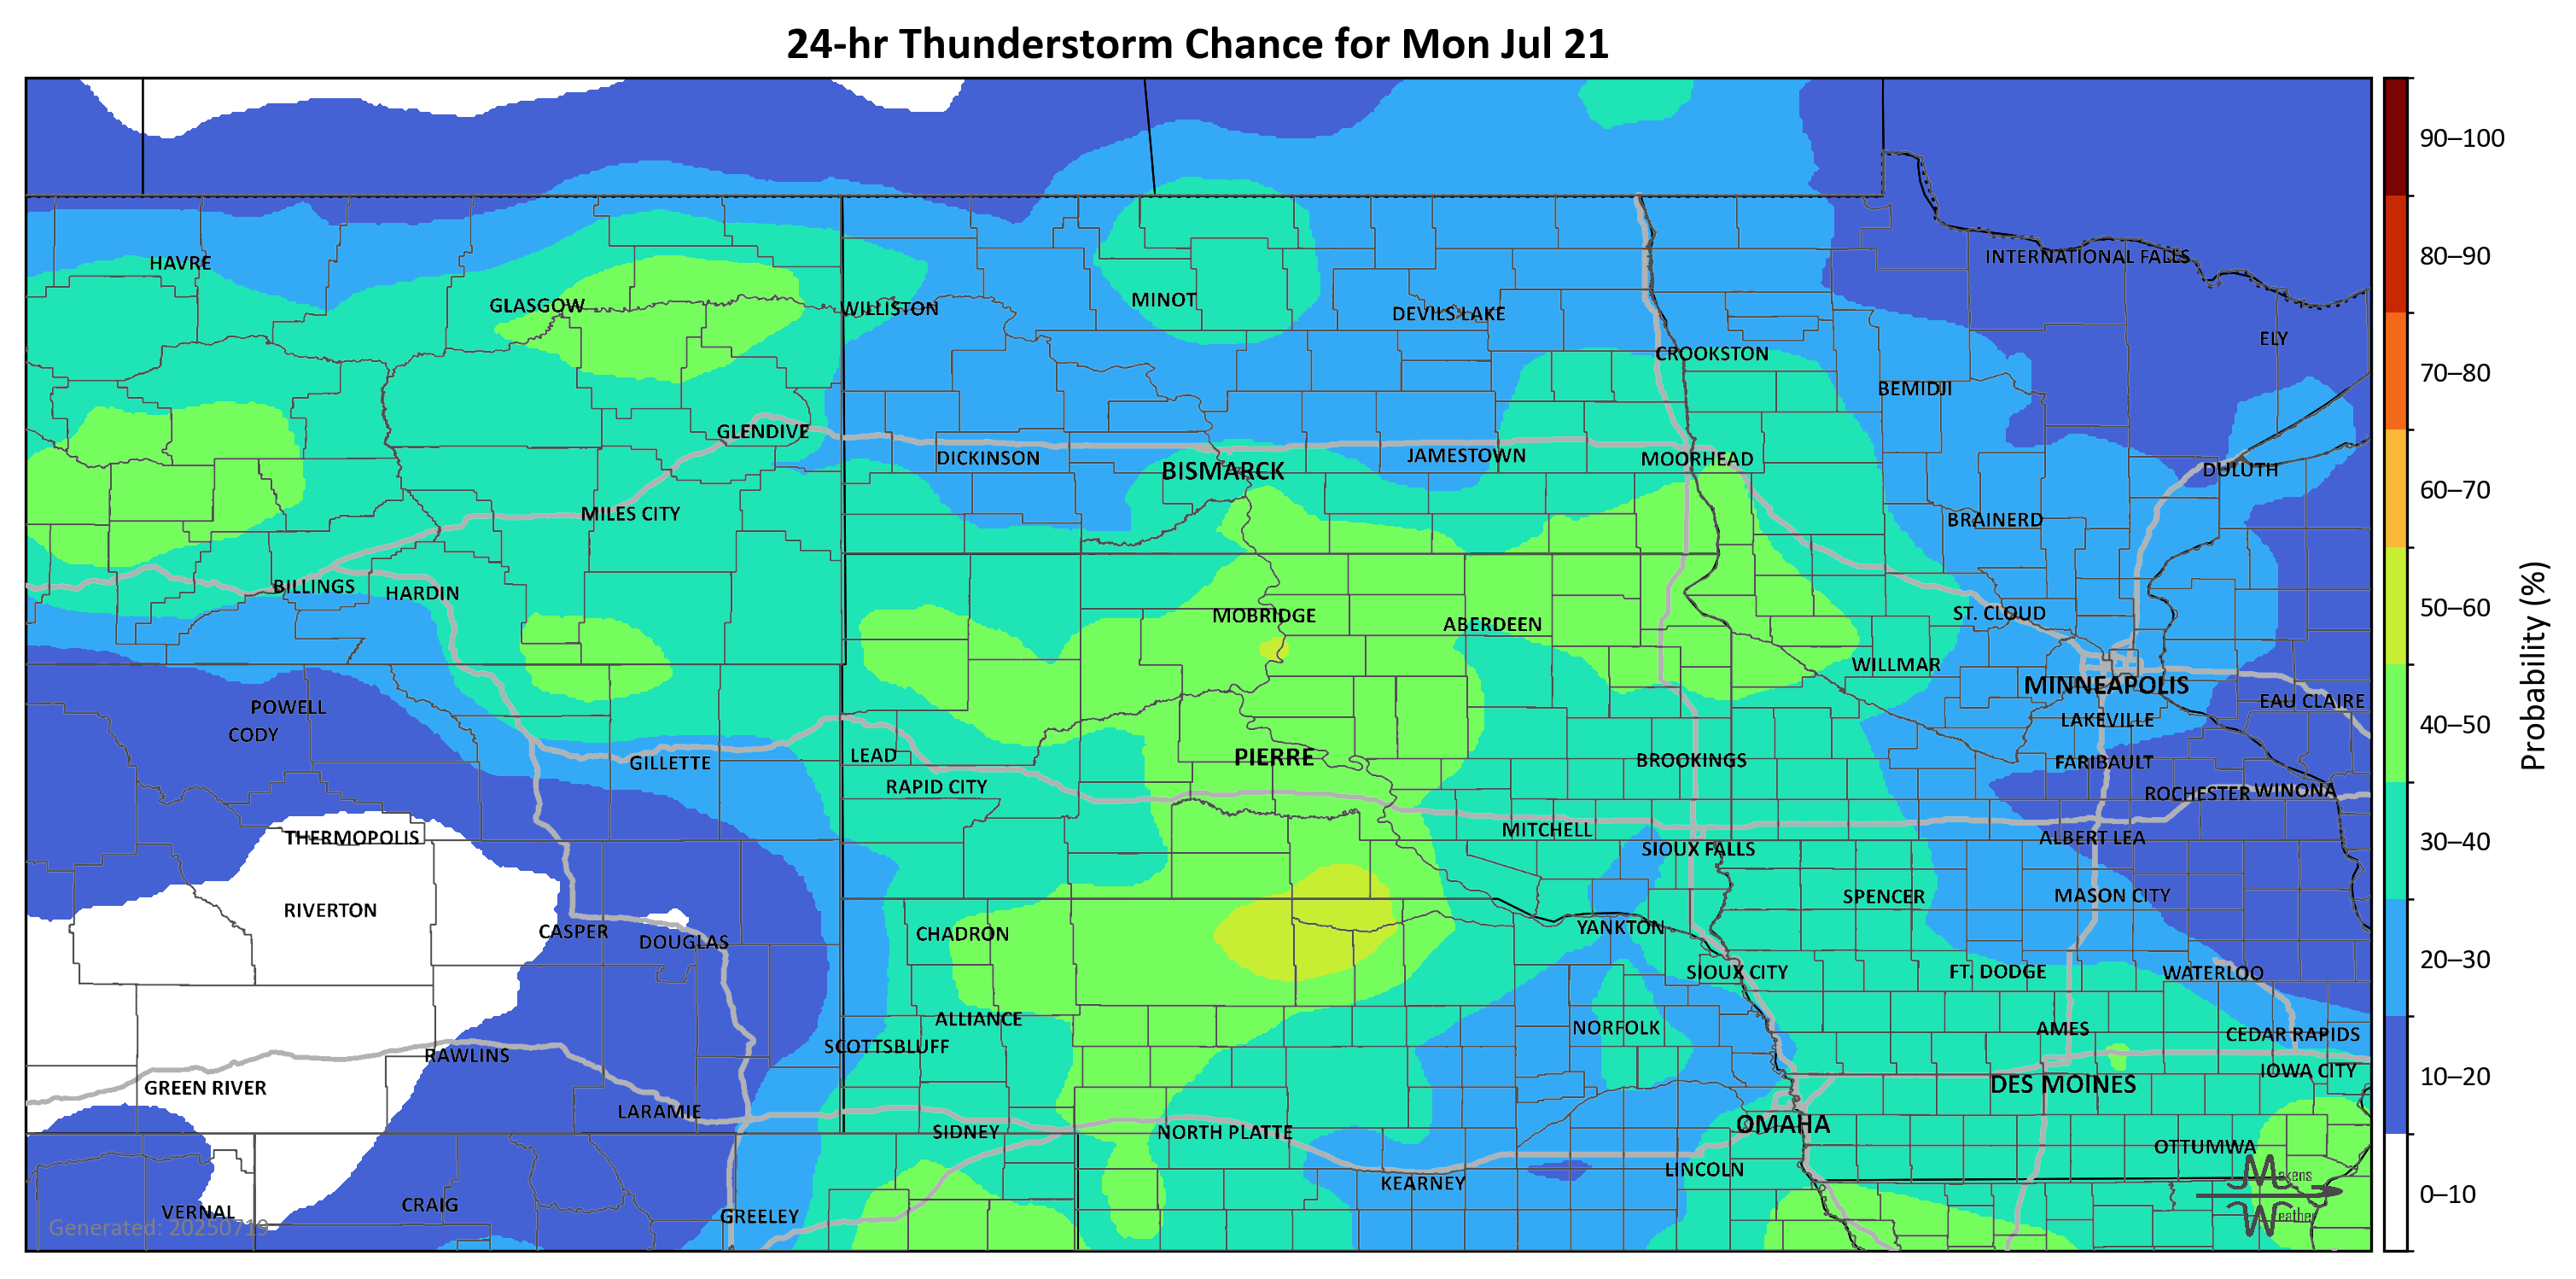 24-hr Thunderstorm Chance for Mon Jul 21
90–100
80–90
70–80
60–70
50–60
40–50
30–40
20–30
10–20
0–10
Probability (%)
HAVRE
GLASGOW
WILLISTON
MINOT
DEVILS LAKE
INTERNATIONAL FALLS
ELY
CROOKSTON
BEMIDJI
GLENDIVE
DICKINSON
BISMARCK
JAMESTOWN
MOORHEAD
DULUTH
MILES CITY
BRAINERD
BILLINGS
HARDIN
MOBRIDGE
ABERDEEN
ST. CLOUD
WILLMAR
MINNEAPOLIS
POWELL
EAU CLAIRE
CODY
LAKEVILLE
GILLETTE
LEAD
PIERRE
BROOKINGS
FARIBAULT
RAPID CITY
ROCHESTER
WINONA
THERMOPOLIS
MITCHELL
ALBERT LEA
SIOUX FALLS
RIVERTON
SPENCER
MASON CITY
CASPER
DOUGLAS
CHADRON
YANKTON
SIOUX CITY
FT. DODGE
WATERLOO
ALLIANCE
NORFOLK
AMES
CEDAR RAPIDS
RAWLINS
SCOTTSBLUFF
GREEN RIVER
DES MOINES
IOWA CITY
LARAMIE
SIDNEY
NORTH PLATTE
OMAHA
OTTUMWA
LINCOLN
KEARNEY
VERNAL
CRAIG
GREELEY
Generated: 20250719
Makens
Weather